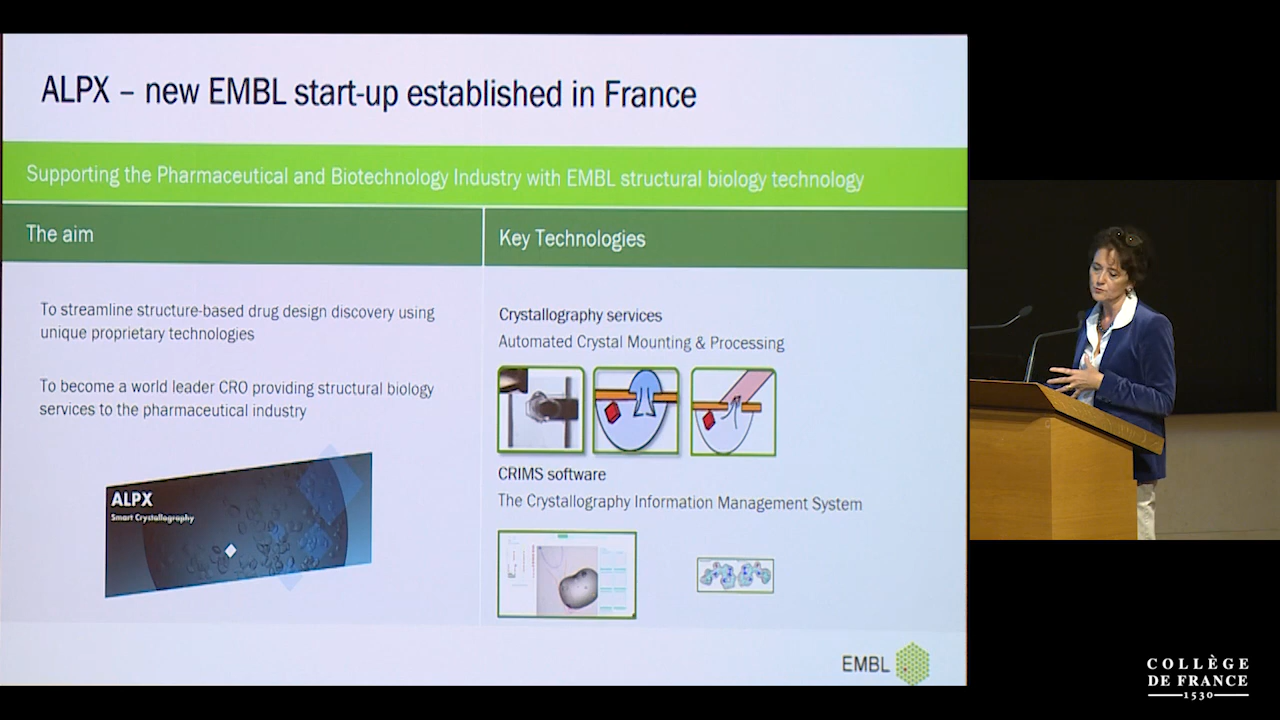 ALPX – new EMBL start-up established in France
Supporting the Pharmaceutical and Biotechnology Industry with EMBL structural biology technology
The aim
To streamline structure-based drug design discovery using
unique proprietary technologies
To become a world leader CRO providing structural biology
services to the pharmaceutical industry
ALPX
Smart Crystallography
Key Technologies
Crystallography services
Automated Crystal Mounting & Processing
CRIMS software
The Crystallography Information Management System
EMBL
COLLÈGE
DE FRANCE
1530